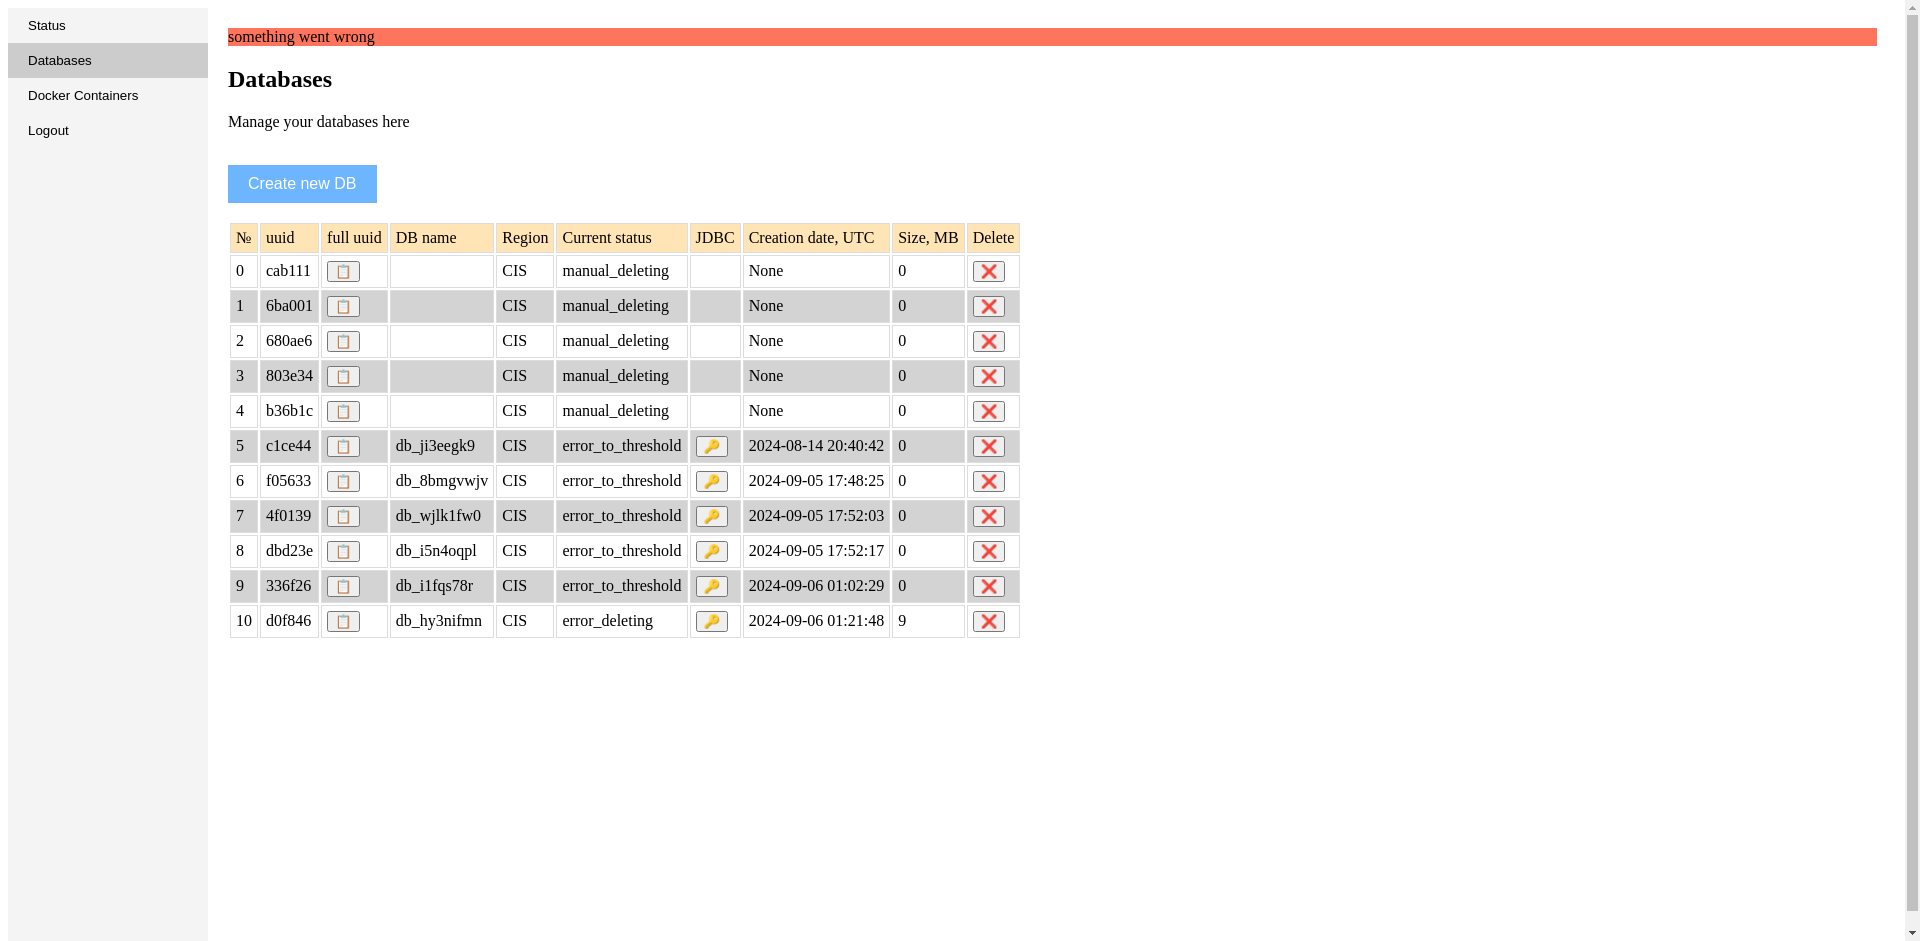 Status
Databases
Docker Containers
Logout
something went wrong
Databases
Manage your databases here
Create new DB
№ uuid full uuid DB name Region Current status JDBC Creation date, UTC Size, MB Delete
0 cab111 CIS manual_deleting None 0
1 6ba001 CIS manual_deleting None 0
2 680ae6 CIS manual_deleting None 0
3 803e34 CIS manual_deleting None 0
4 b36b1c CIS manual_deleting None 0
5 c1ce44 db_ji3eegk9 CIS error_to_threshold 2024-08-14 20:40:42 0
6 f05633 db_8bmgvwjv CIS error_to_threshold 2024-09-05 17:48:25 0
7 4f0139 db_wjlk1fw0 CIS error_to_threshold 2024-09-05 17:52:03 0
8 dbd23e db_i5n4oqpl CIS error_to_threshold 2024-09-05 17:52:17 0
9 336f26 db_i1fqs78r CIS error_to_threshold 2024-09-06 01:02:29 0
10 d0f846 db_hy3nifmn CIS error_deleting 2024-09-06 01:21:48 9